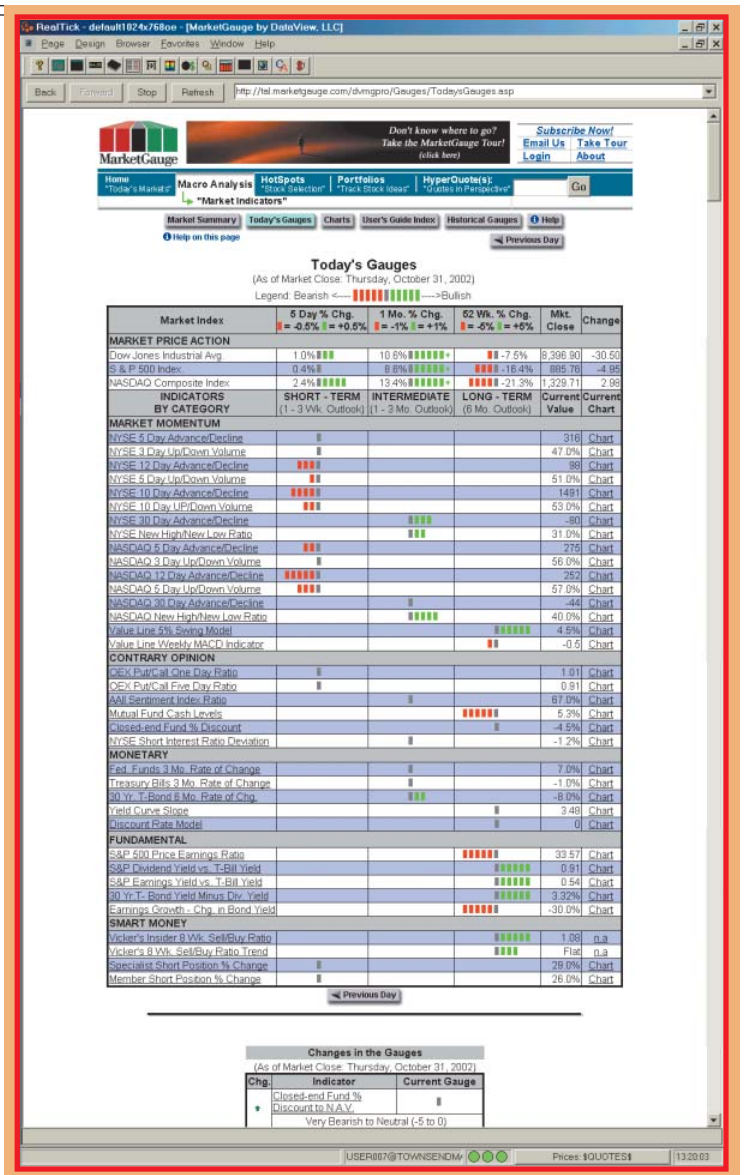 RealTick - default1024x768oe - [MarketGauge by DataView, LLC]
Page Design Browser Favorites Window Help
Back Forward Stop Refresh http://tal.marketgauge.com/dvmgpro/Gauges/TodaysGauges.asp
MarketGauge
Don't know where to go?
Take the MarketGauge Tour!
(click here)
Subscribe Now!
Email Us Take Tour
Login About
Home Macro Analysis HotSpots Portfolios HyperQuote(s):
"Today's Markets" "Stock Selection" "Track Stock Ideas" "Quotes in Perspective" Go
"Market Indicators"
Market Summary Today's Gauges Charts User's Guide Index Historical Gauges Help
Help on this page Previous Day
Today's Gauges
(As of Market Close: Thursday, October 31, 2002)
Legend: Bearish <---- ---->Bullish
Market Index 5 Day % Chg. = -0.5% = +0.5% 1 Mo. % Chg. = -1% = +1% 52 Wk. % Chg. = -5% = +5% Mkt. Close Change
MARKET PRICE ACTION
Dow Jones Industrial Avg. 1.0% 10.6% + -7.5% 8,396.90 -30.50
S & P 500 Index. 0.4% 8.6% + -16.4% 885.76 -4.95
NASDAQ Composite Index 2.4% 13.4% + -21.3% 1,329.71 2.98
INDICATORS BY CATEGORY SHORT - TERM (1 - 3 Wk. Outlook) INTERMEDIATE (1 - 3 Mo. Outlook) LONG - TERM (6 Mo. Outlook) Current Value Current Chart
MARKET MOMENTUM
NYSE 5 Day Advance/Decline 316 Chart
NYSE 3 Day Up/Down Volume 47.0% Chart
NYSE 12 Day Advance/Decline 98 Chart
NYSE 5 Day Up/Down Volume 51.0% Chart
NYSE 10 Day Advance/Decline 1491 Chart
NYSE 10 Day UP/Down Volume 53.0% Chart
NYSE 30 Day Advance/Decline -80 Chart
NYSE New High/New Low Ratio 31.0% Chart
NASDAQ 5 Day Advance/Decline 275 Chart
NASDAQ 3 Day Up/Down Volume 56.0% Chart
NASDAQ 12 Day Advance/Decline 252 Chart
NASDAQ 5 Day Up/Down Volume 57.0% Chart
NASDAQ 30 Day Advance/Decline -44 Chart
NASDAQ New High/New Low Ratio 40.0% Chart
Value Line 5% Swing Model 4.5% Chart
Value Line Weekly MACD Indicator -0.5 Chart
CONTRARY OPINION
OEX Put/Call One Day Ratio 1.01 Chart
OEX Put/Call Five Day Ratio 0.91 Chart
AAII Sentiment Index Ratio 67.0% Chart
Mutual Fund Cash Levels 5.3% Chart
Closed-end Fund % Discount -4.5% Chart
NYSE Short Interest Ratio Deviation -1.2% Chart
MONETARY
Fed. Funds 3 Mo. Rate of Change 7.0% Chart
Treasury Bills 3 Mo. Rate of Change -1.0% Chart
30 Yr. T-Bond 6 Mo. Rate of Chg. -8.0% Chart
Yield Curve Slope 3.48 Chart
Discount Rate Model 0 Chart
FUNDAMENTAL
S&P 500 Price Earnings Ratio 33.57 Chart
S&P Dividend Yield vs. T-Bill Yield 0.91 Chart
S&P Earnings Yield vs. T-Bill Yield 0.54 Chart
30 Yr T- Bond Yield Minus Div. Yield 3.32% Chart
Earnings Growth - Chg. in Bond Yield -30.0% Chart
SMART MONEY
Vicker's Insider 8 Wk. Sell/Buy Ratio 1.08 n.a
Vicker's 8 Wk. Sell/Buy Ratio Trend Flat n.a
Specialist Short Position % Change 29.0% Chart
Member Short Position % Change 26.0% Chart
Previous Day
Changes in the Gauges
(As of Market Close: Thursday, October 31, 2002)
Chg. Indicator Current Gauge
Closed-end Fund %
Discount to N.A.V.
Very Bearish to Neutral (-5 to 0)
USER007@TOWNSENDM Prices: $QUOTES$ 13:20:03